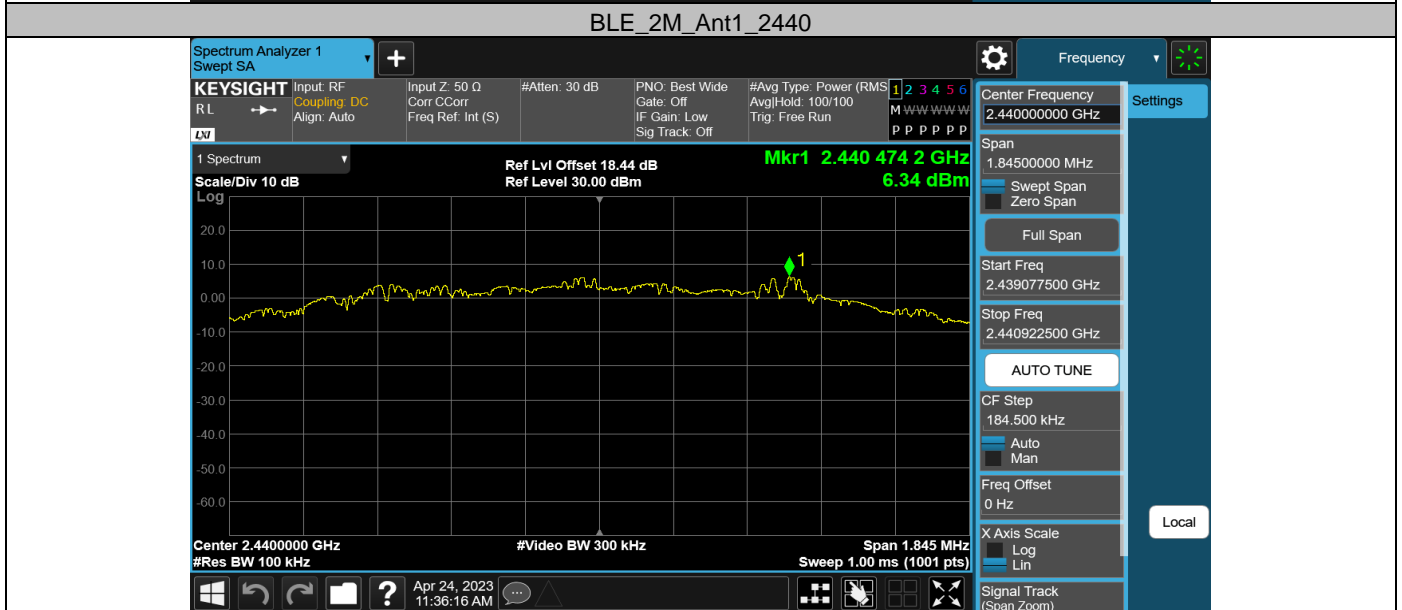 BLE_2M_Ant1_2440
Spectrum Analyzer 1
Swept SA
+
Frequency
KEYSIGHT
RL
LXI
Input: RF
Coupling: DC
Align: Auto
Input Z: 50 Ω
Corr CCorr
Freq Ref: Int (S)
#Atten: 30 dB
PNO: Best Wide
Gate: Off
IF Gain: Low
Sig Track: Off
#Avg Type: Power (RMS
Avg|Hold: 100/100
Trig: Free Run
1 2 3 4 5 6
M W W W W W
P P P P P P
1 Spectrum
Scale/Div 10 dB
Log
Ref Lvl Offset 18.44 dB
Ref Level 30.00 dBm
Mkr1 2.440 474 2 GHz
6.34 dBm
20.0
10.0
0.00
-10.0
-20.0
-30.0
-40.0
-50.0
-60.0
1
Center 2.4400000 GHz
#Res BW 100 kHz
#Video BW 300 kHz
Span 1.845 MHz
Sweep 1.00 ms (1001 pts)
Center Frequency
2.440000000 GHz
Settings
Span
1.84500000 MHz
Swept Span
Zero Span
Full Span
Start Freq
2.439077500 GHz
Stop Freq
2.440922500 GHz
AUTO TUNE
CF Step
184.500 kHz
Auto
Man
Freq Offset
0 Hz
X Axis Scale
Log
Lin
Local
Signal Track
(Span Zoom)
?
Apr 24, 2023
11:36:16 AM